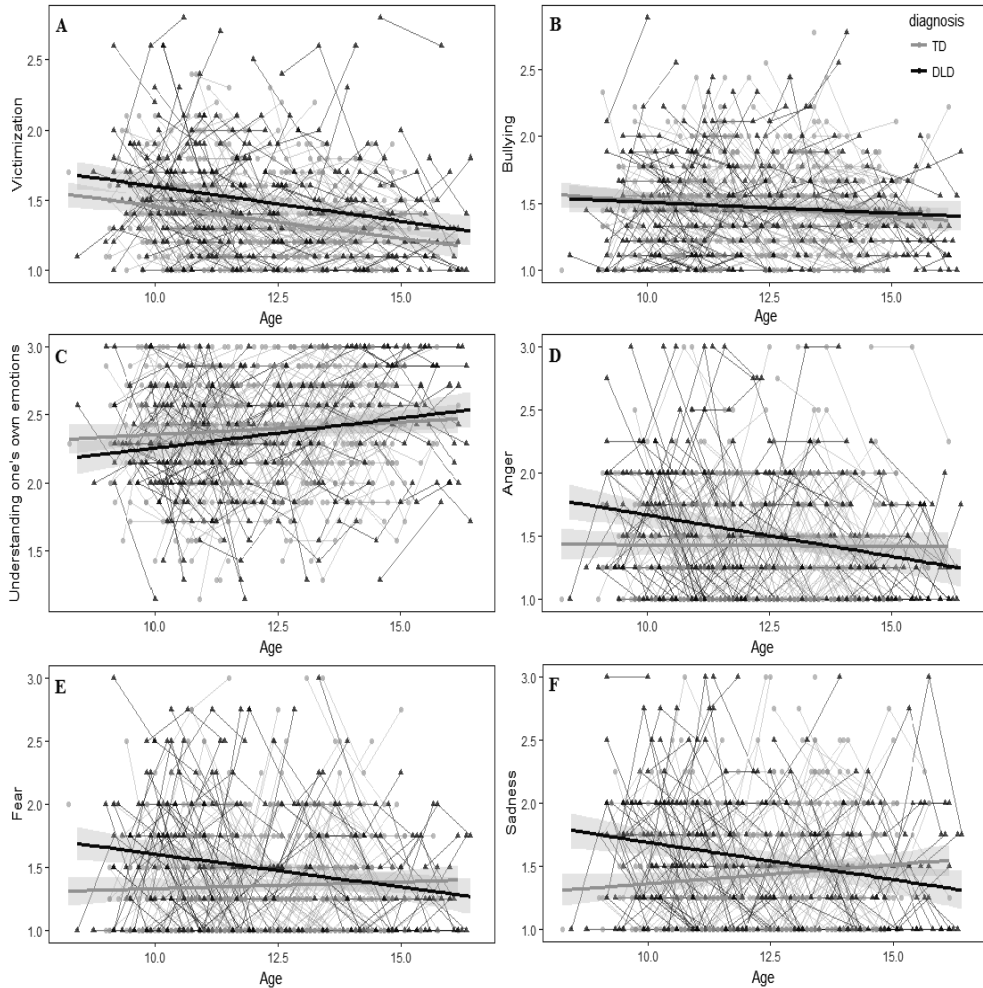 A
Victimization
2.5
2.0
1.5
1.0
10.0 12.5 15.0
Age
B
Bullying
2.5
2.0
1.5
1.0
10.0 12.5 15.0
Age
diagnosis
TD
DLD
C
Understanding one's own emotions
3.0
2.5
2.0
1.5
10.0 12.5 15.0
Age
D
Anger
3.0
2.5
2.0
1.5
1.0
10.0 12.5 15.0
Age
E
Fear
3.0
2.5
2.0
1.5
1.0
10.0 12.5 15.0
Age
F
Sadness
3.0
2.5
2.0
1.5
1.0
10.0 12.5 15.0
Age